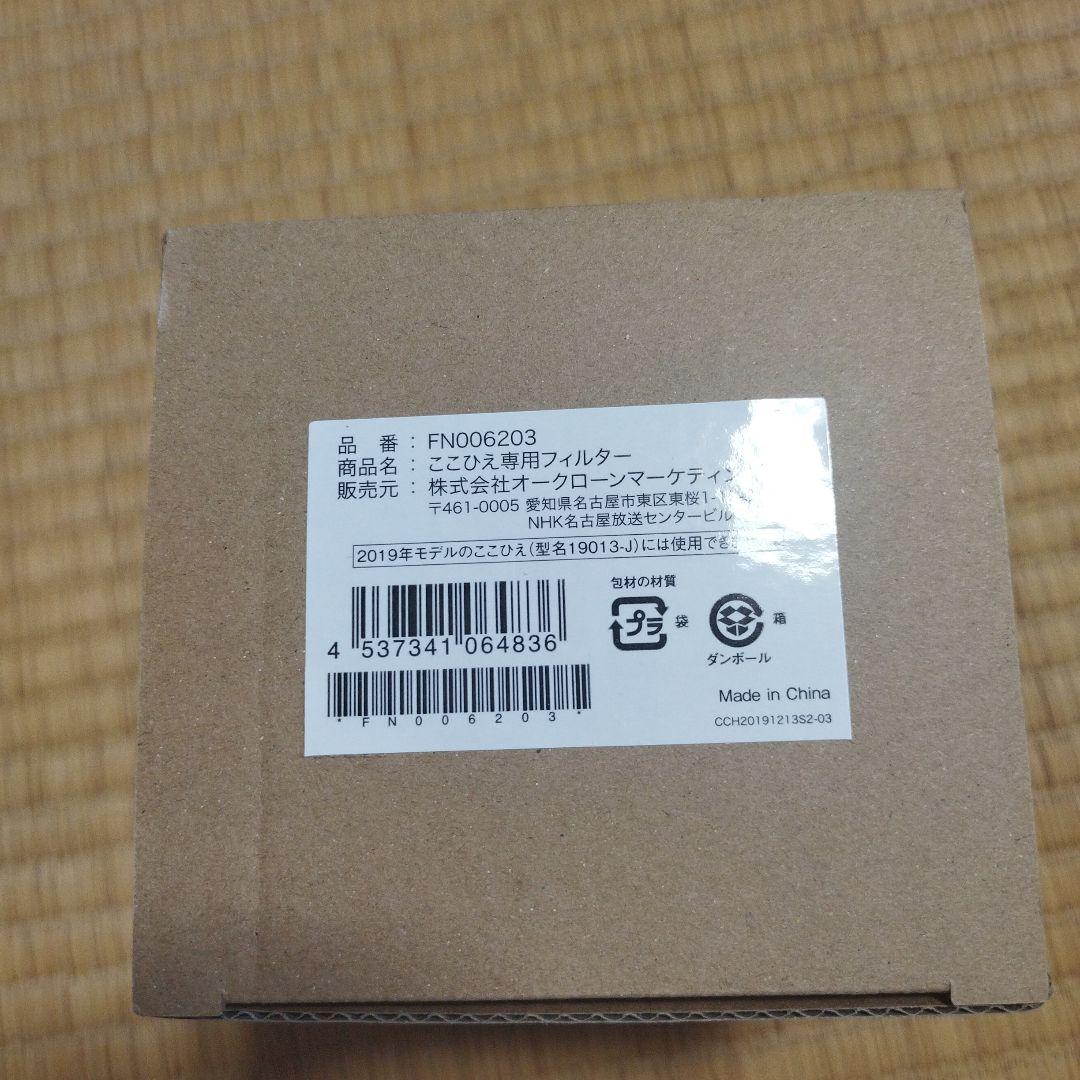 品 番 : FN006203
商品名 : ここひえ専用フィルター
販売元 : 株式会社オークローンマーケティン
〒461-0005 愛知県名古屋市東区東桜1-
NHK名古屋放送センタービル
2019年モデルのここひえ(型名19013-J)には使用でき
包材の材質
プラ 袋 箱
ダンボール
4 537341 064836
*FN006203*
Made in China
CCH20191213S2-03